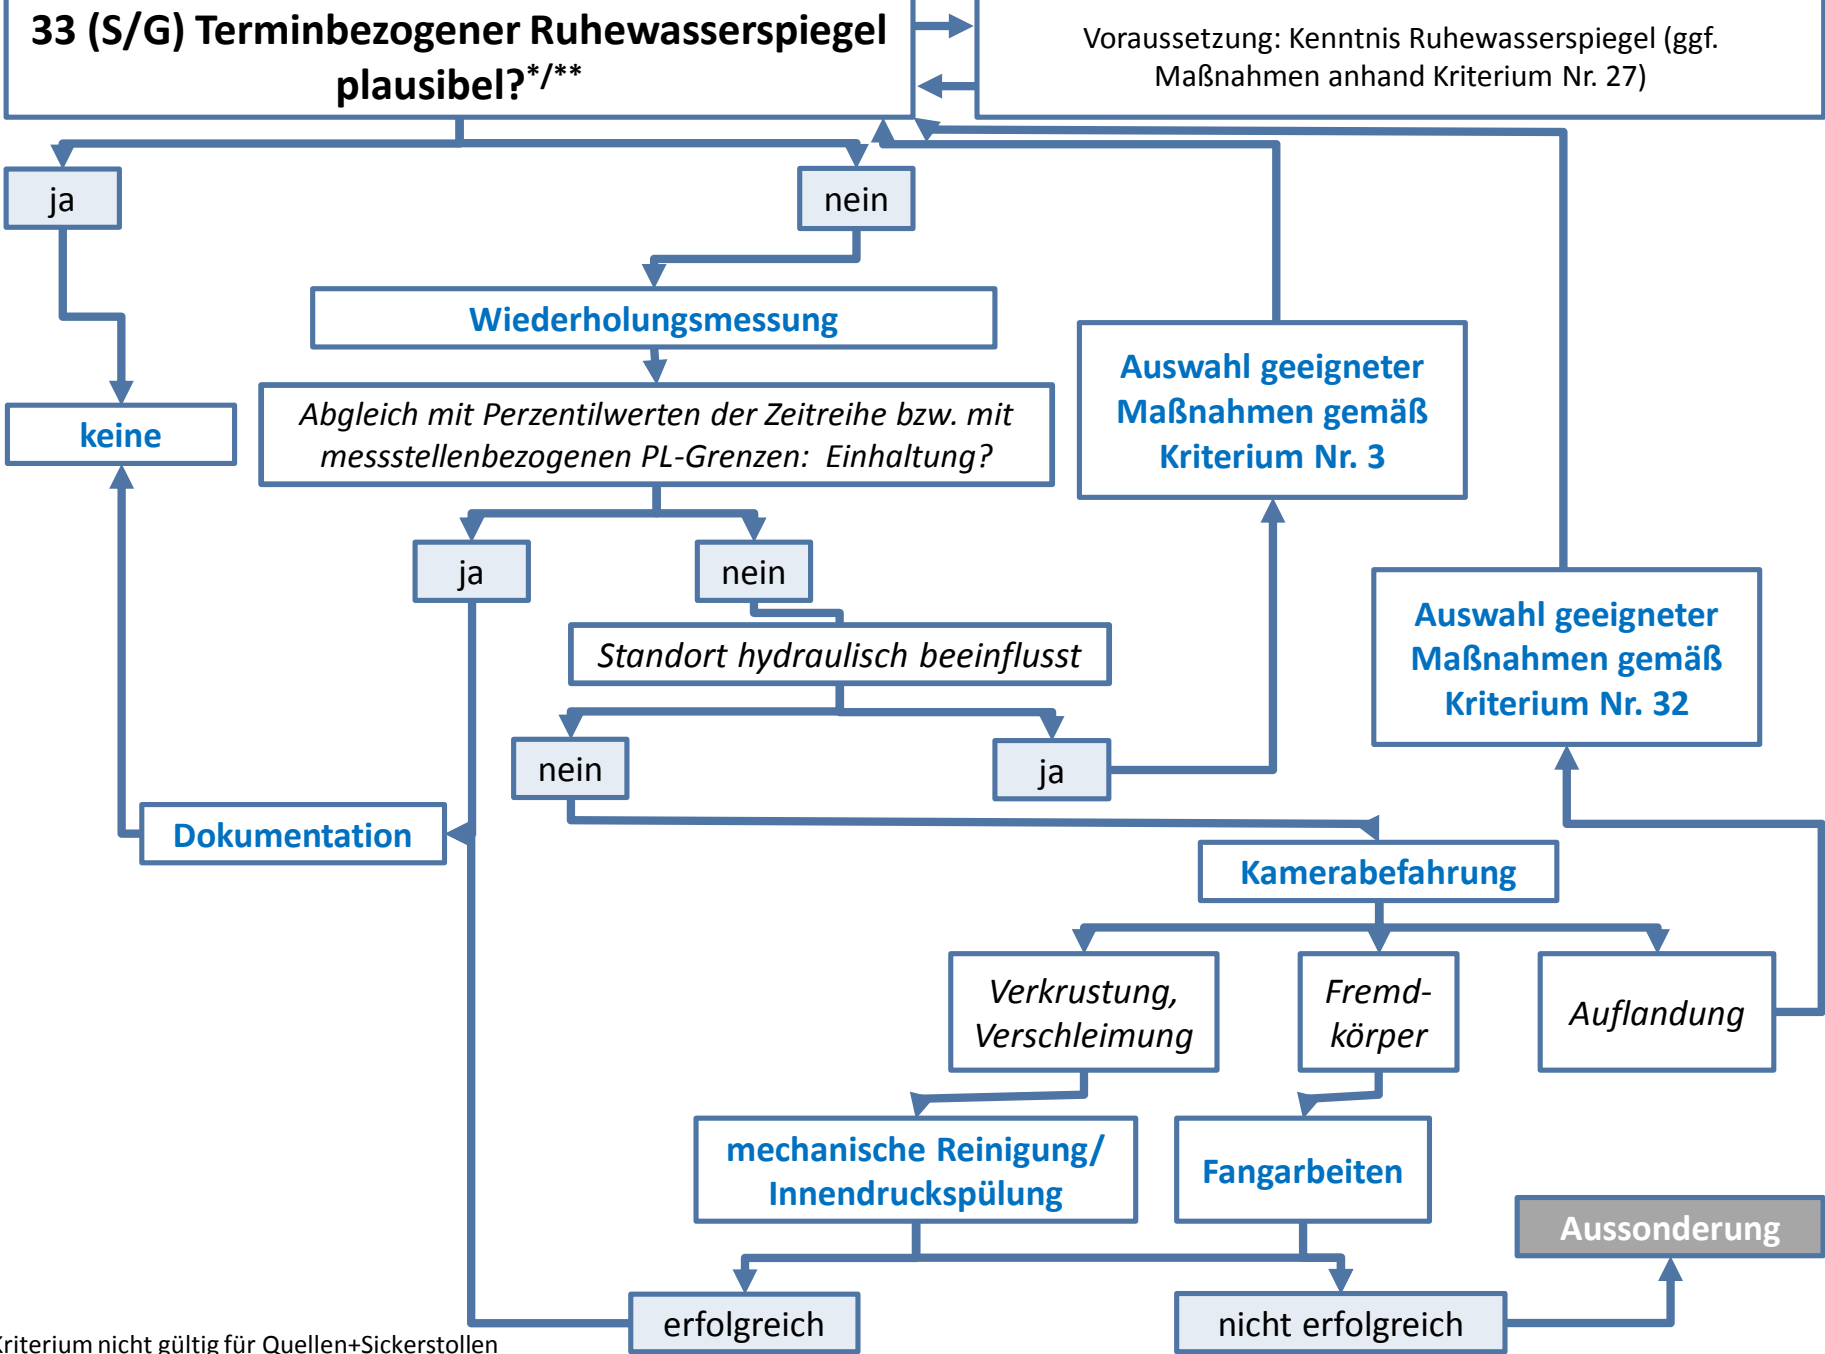 33 (S/G) Terminbezogener Ruhewasserspiegel
plausibel?*/**
Voraussetzung: Kenntnis Ruhewasserspiegel (ggf.
Maßnahmen anhand Kriterium Nr. 27)
ja
nein
Wiederholungsmessung
keine
Abgleich mit Perzentilwerten der Zeitreihe bzw. mit
messstellenbezogenen PL-Grenzen: Einhaltung?
Auswahl geeigneter
Maßnahmen gemäß
Kriterium Nr. 3
ja
nein
Standort hydraulisch beeinflusst
Auswahl geeigneter
Maßnahmen gemäß
Kriterium Nr. 32
nein
ja
Dokumentation
Kamerabefahrung
Verkrustung,
Verschleimung
Fremd-
körper
Auflandung
mechanische Reinigung/
Innendruckspülung
Fangarbeiten
Aussonderung
erfolgreich
nicht erfolgreich
Kriterium nicht gültig für Quellen+Sickerstollen